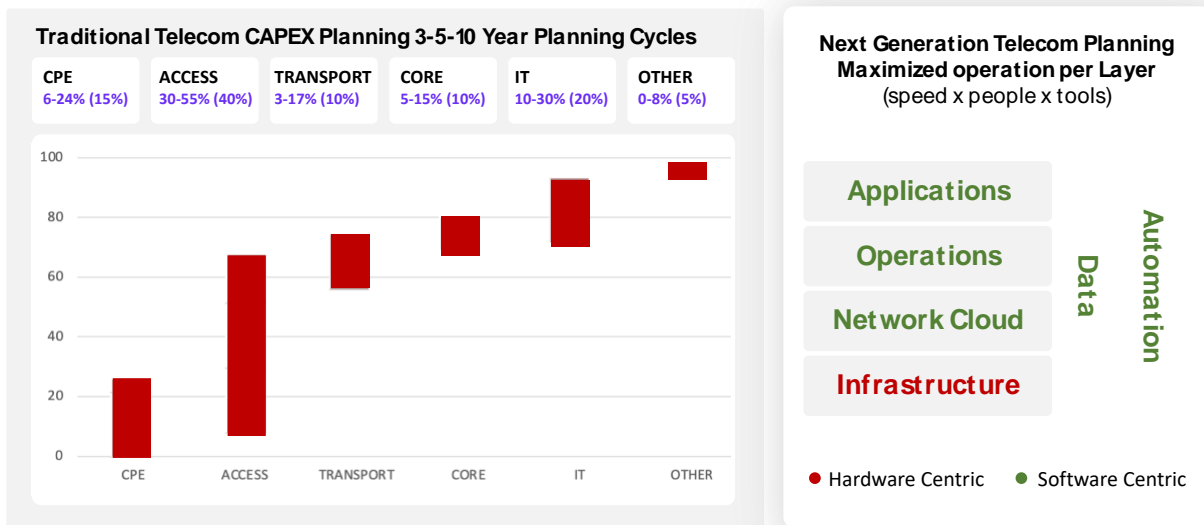 Traditional Telecom CAPEX Planning 3-5-10 Year Planning Cycles
CPE
6-24% (15%)
ACCESS
30-55% (40%)
TRANSPORT
3-17% (10%)
CORE
5-15% (10%)
IT
10-30% (20%)
OTHER
0-8% (5%)
100
80
60
40
20
0
CPE
ACCESS
TRANSPORT
CORE
IT
OTHER
Next Generation Telecom Planning
Maximized operation per Layer
(speed x people x tools)
Applications
Operations
Network Cloud
Infrastructure
Data
Automation
Hardware Centric
Software Centric